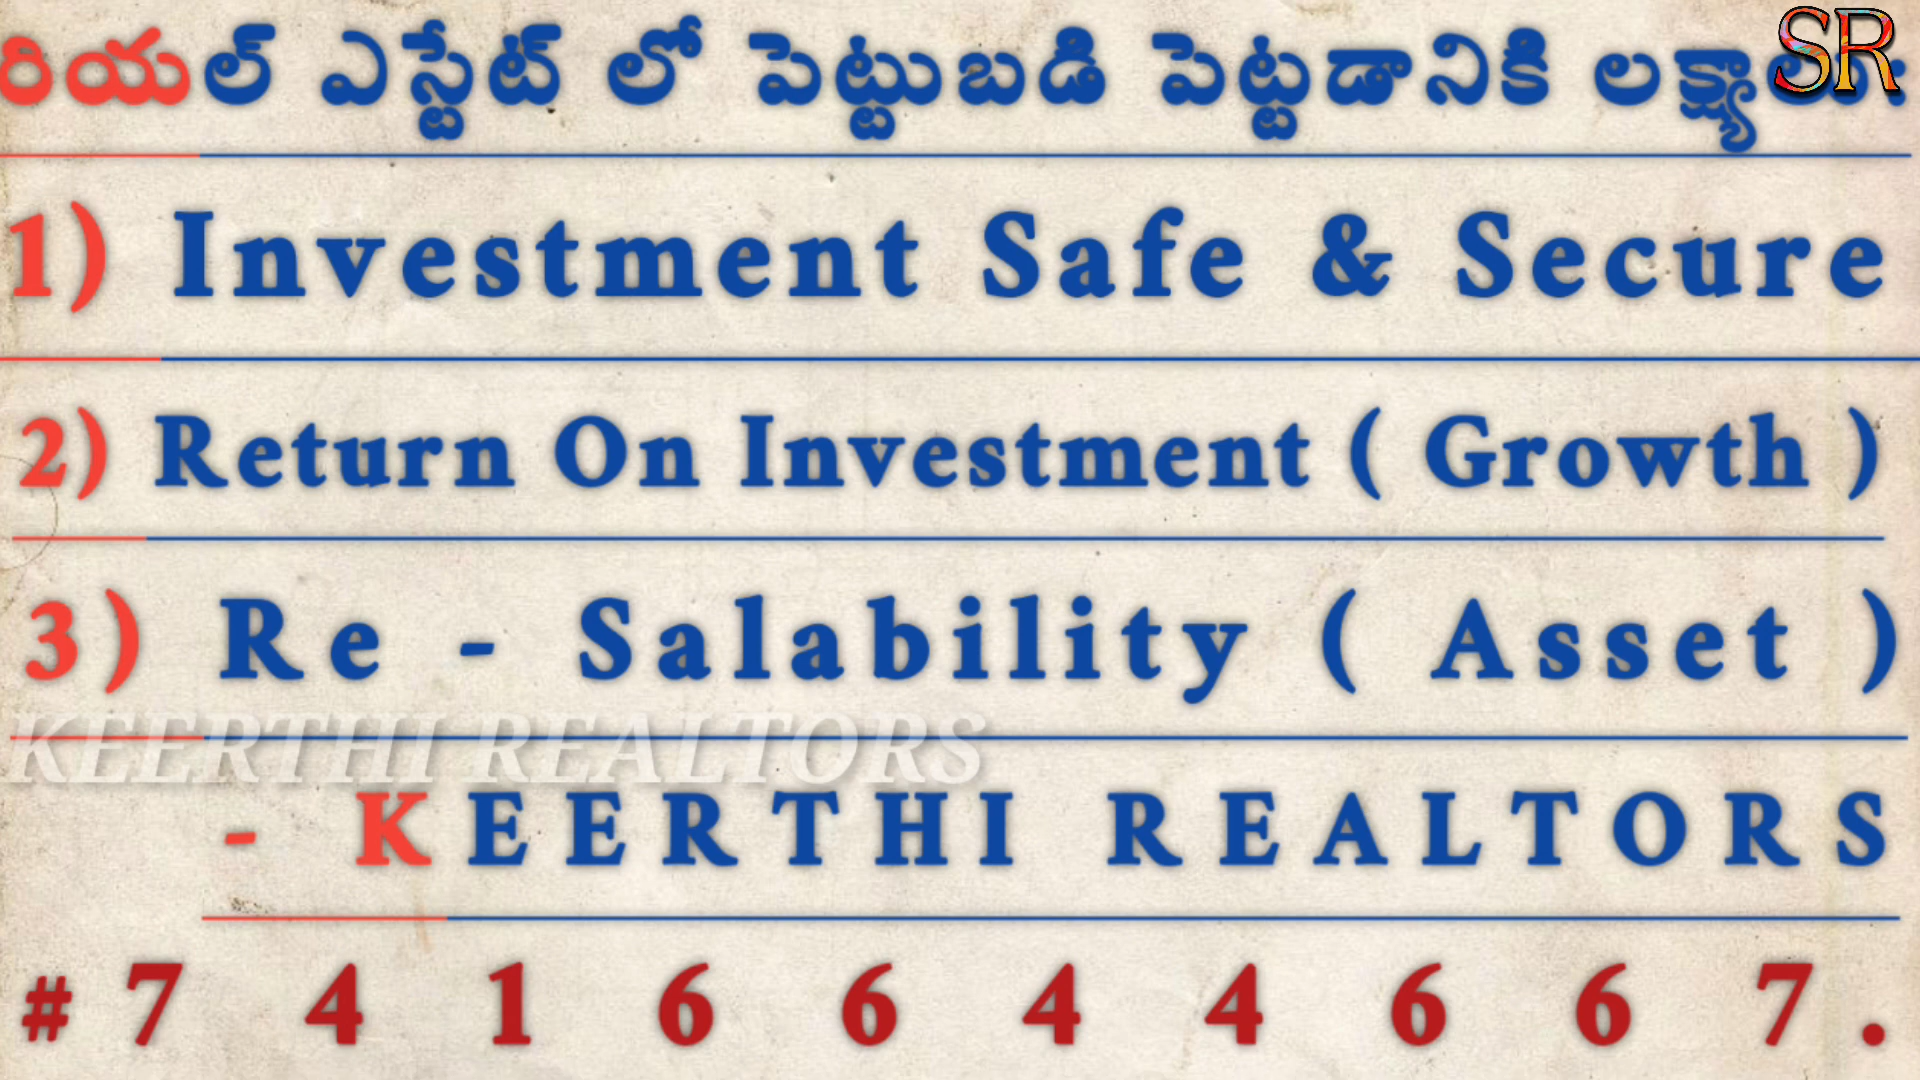 రియల్ ఎస్టేట్ లో పెట్టుబడి పెట్టడానికి
SR
1) Investment Safe & Secure
2) Return On Investment ( Growth )
3) Re - Salability ( Asset )
KEERTHI REALTORS
- KEERTHI REALTORS
# 7 4 1 6 6 4 4 6 6 7 .